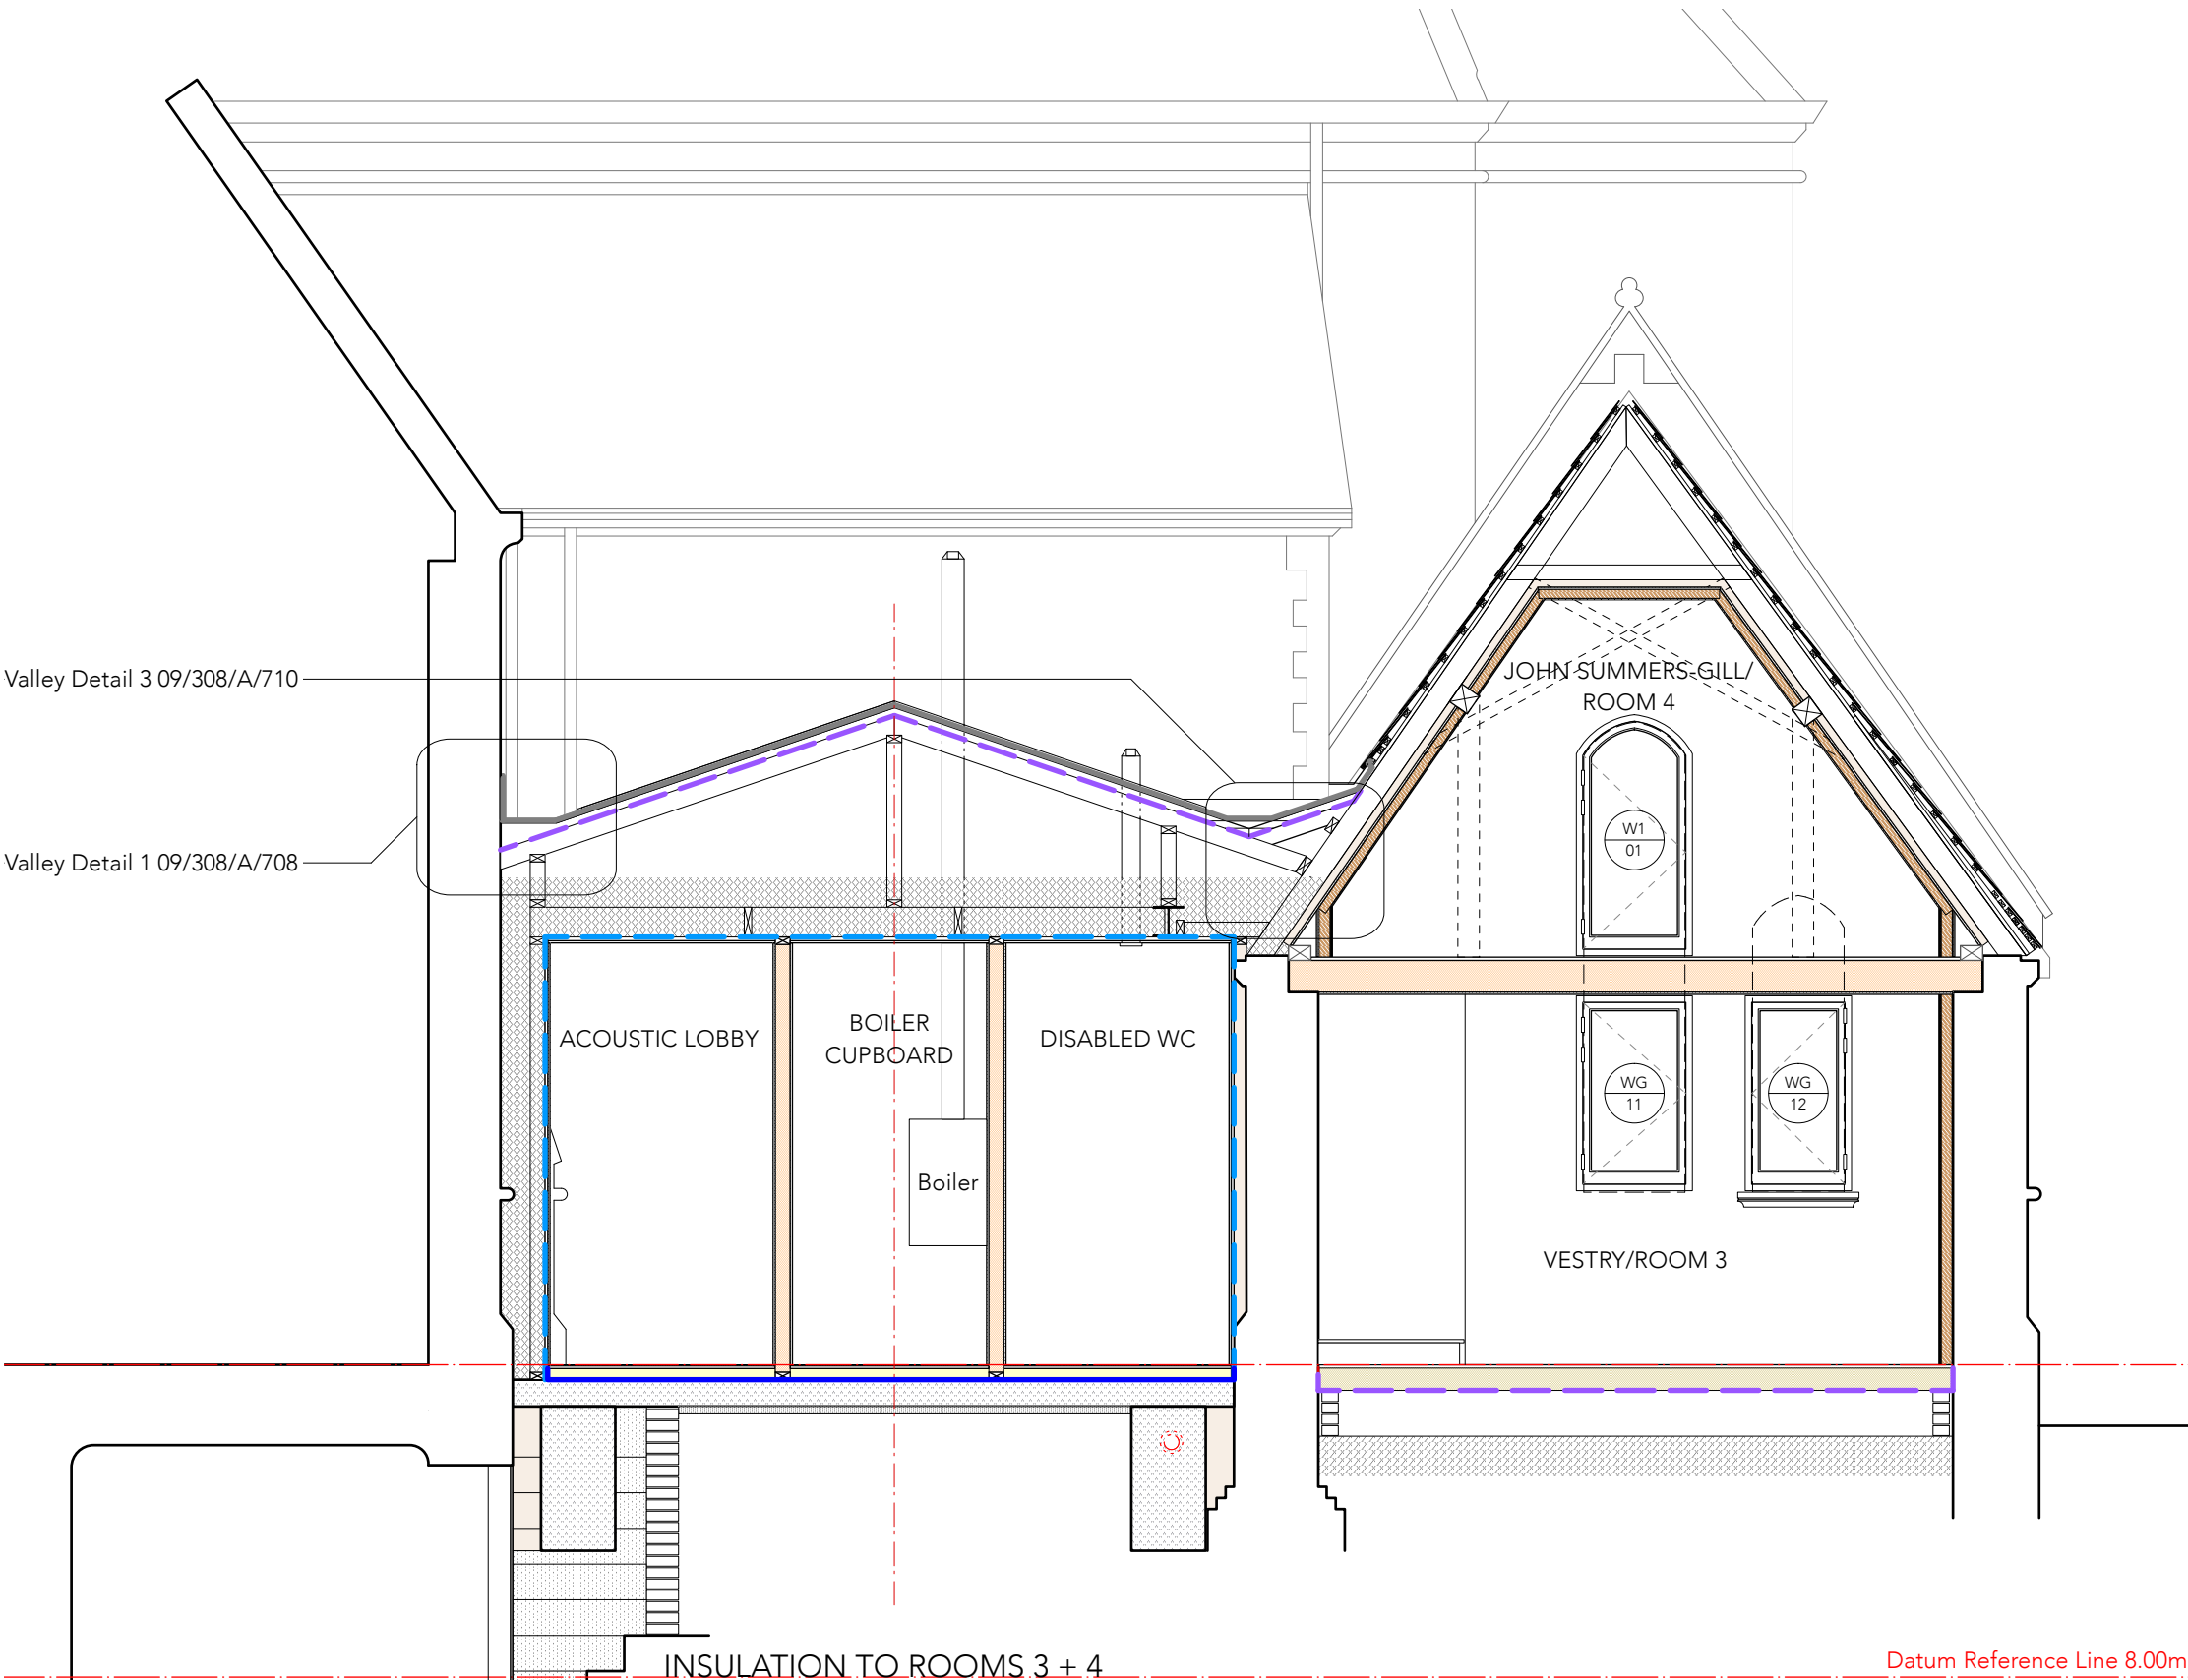 Valley Detail 3 09/308/A/710
JOHN SUMMERS-GILL/
ROOM 4
W1
01
Valley Detail 1 09/308/A/708
ACOUSTIC LOBBY
BOILER
CUPBOARD
DISABLED WC
WG
11
WG
12
Boiler
VESTRY/ROOM 3
INSULATION TO ROOMS 3 + 4
Datum Reference Line 8.00m